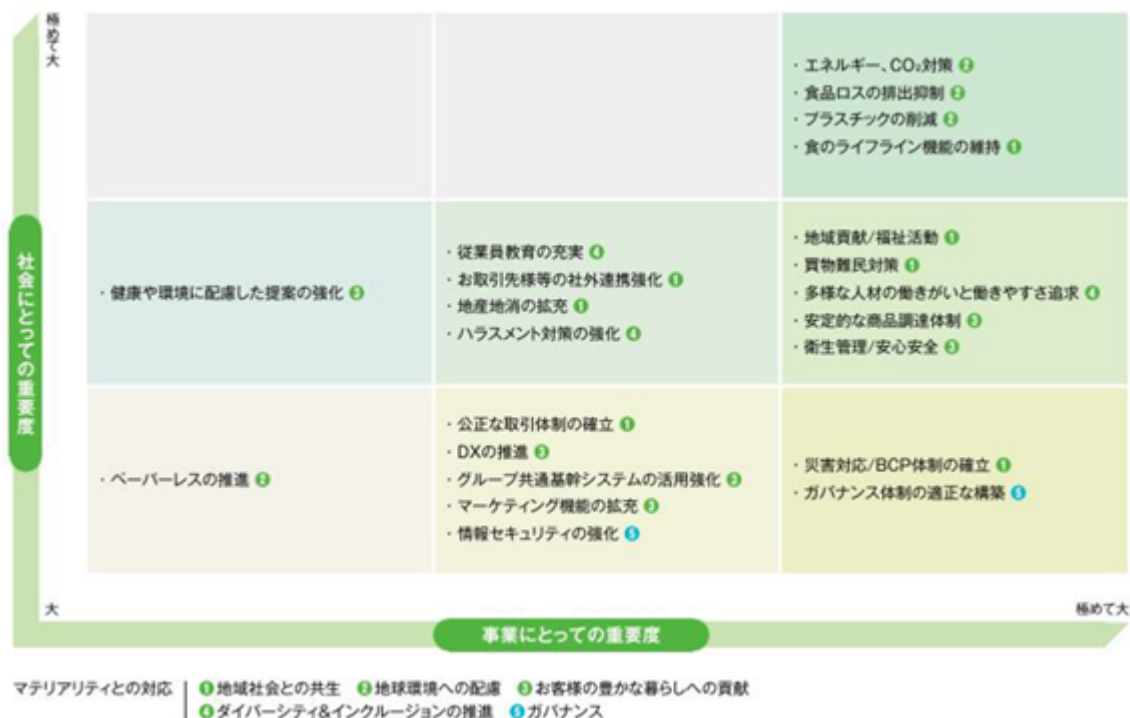 極めて大
・エネルギー、CO₂対策 ❷
・食品ロスの排出抑制 ❷
・プラスチックの削減 ❷
・食のライフライン機能の維持 ❶
社会にとっての重要度
・健康や環境に配慮した提案の強化 ❸
・従業員教育の充実 ❹
・お取引先様等の社外連携強化 ❶
・地産地消の拡充 ❶
・ハラスメント対策の強化 ❹
・地域貢献/福祉活動 ❶
・買物難民対策 ❶
・多様な人材の働きがいと働きやすさ追求 ❹
・安定的な商品調達体制 ❸
・衛生管理/安心安全 ❸
・ペーパーレスの推進 ❷
・公正な取引体制の確立 ❶
・DXの推進 ❸
・グループ共通基幹システムの活用強化 ❸
・マーケティング機能の拡充 ❸
・情報セキュリティの強化 ❺
・災害対応/BCP体制の確立 ❶
・ガバナンス体制の適正な構築 ❺
大
極めて大
事業にとっての重要度
マテリアリティとの対応 ❶地域社会との共生 ❷地球環境への配慮 ❸お客様の豊かな暮らしへの貢献
❹ダイバーシティ&インクルージョンの推進 ❺ガバナンス